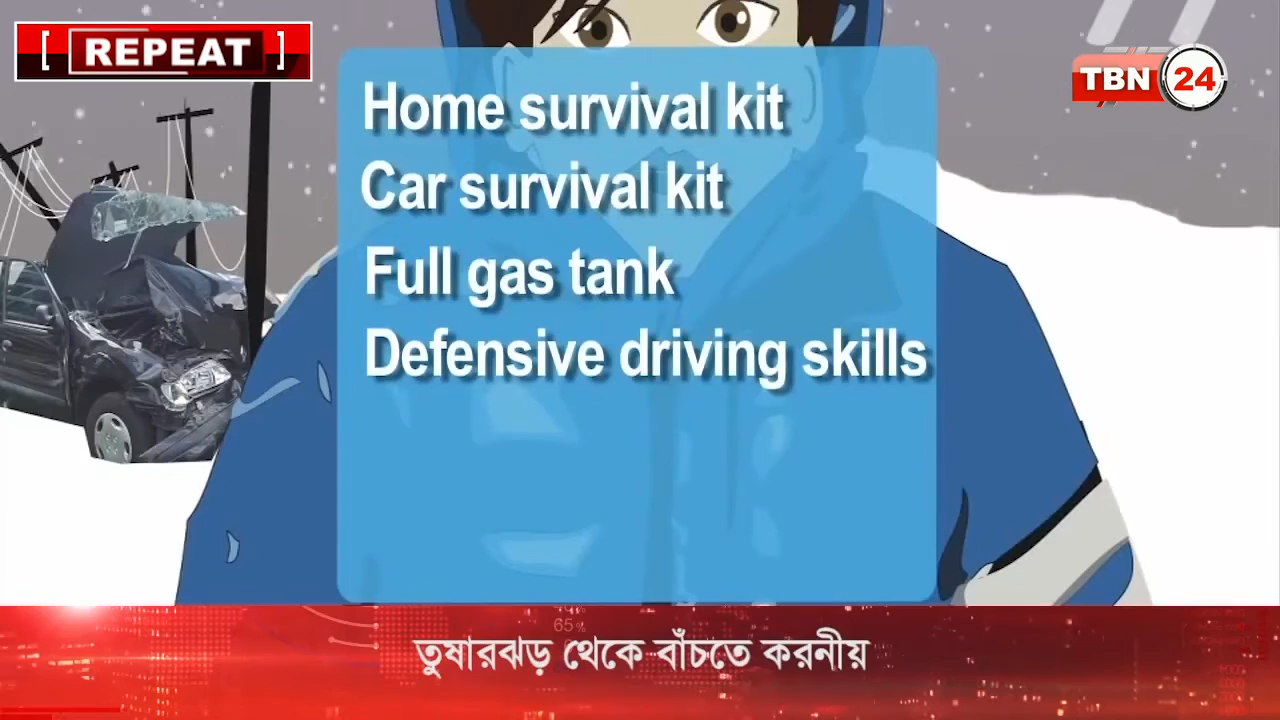 [ REPEAT ]
TBN 24
Home survival kit
Car survival kit
Full gas tank
Defensive driving skills
65%
তুষারঝড় থেকে বাঁচতে করনীয়